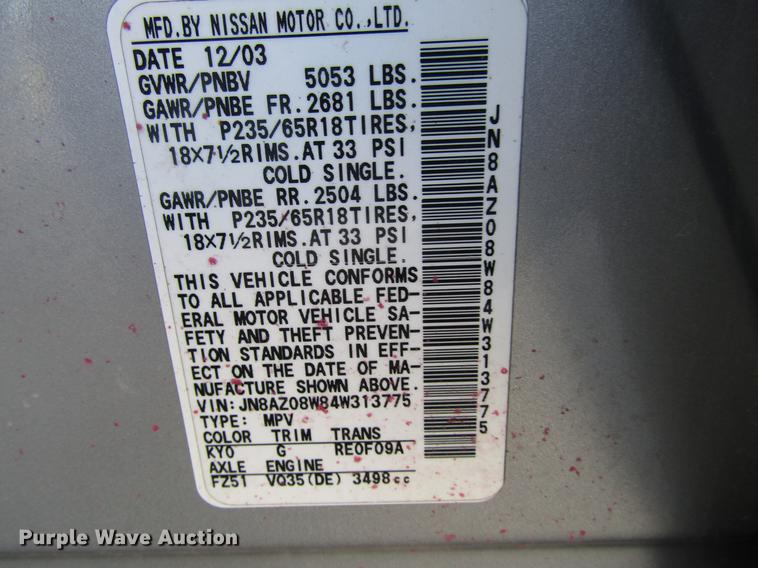 MFD.BY NISSAN MOTOR CO.,LTD.
DATE 12/03
GVWR/PNBV 5053 LBS.
GAWR/PNBE FR.2681 LBS.
WITH P235/65R18TIRES,
18×7½RIMS.AT 33 PSI
COLD SINGLE.
GAWR/PNBE RR.2504 LBS.
WITH P235/65R18TIRES,
18×7½RIMS.AT 33 PSI
COLD SINGLE.
THIS VEHICLE CONFORMS
TO ALL APPLICABLE FED-
ERAL MOTOR VEHICLE SA-
FETY AND THEFT PREVEN-
TION STANDARDS IN EFF-
ECT ON THE DATE OF MA-
NUFACTURE SHOWN ABOVE.
VIN:JN8AZ08W84W313775
TYPE: MPV
COLOR TRIM TRANS
KY0 G RE0F09A
AXLE ENGINE
FZ51 VQ35(DE) 3498cc
JN8AZ08W84W313775
Purple Wave Auction